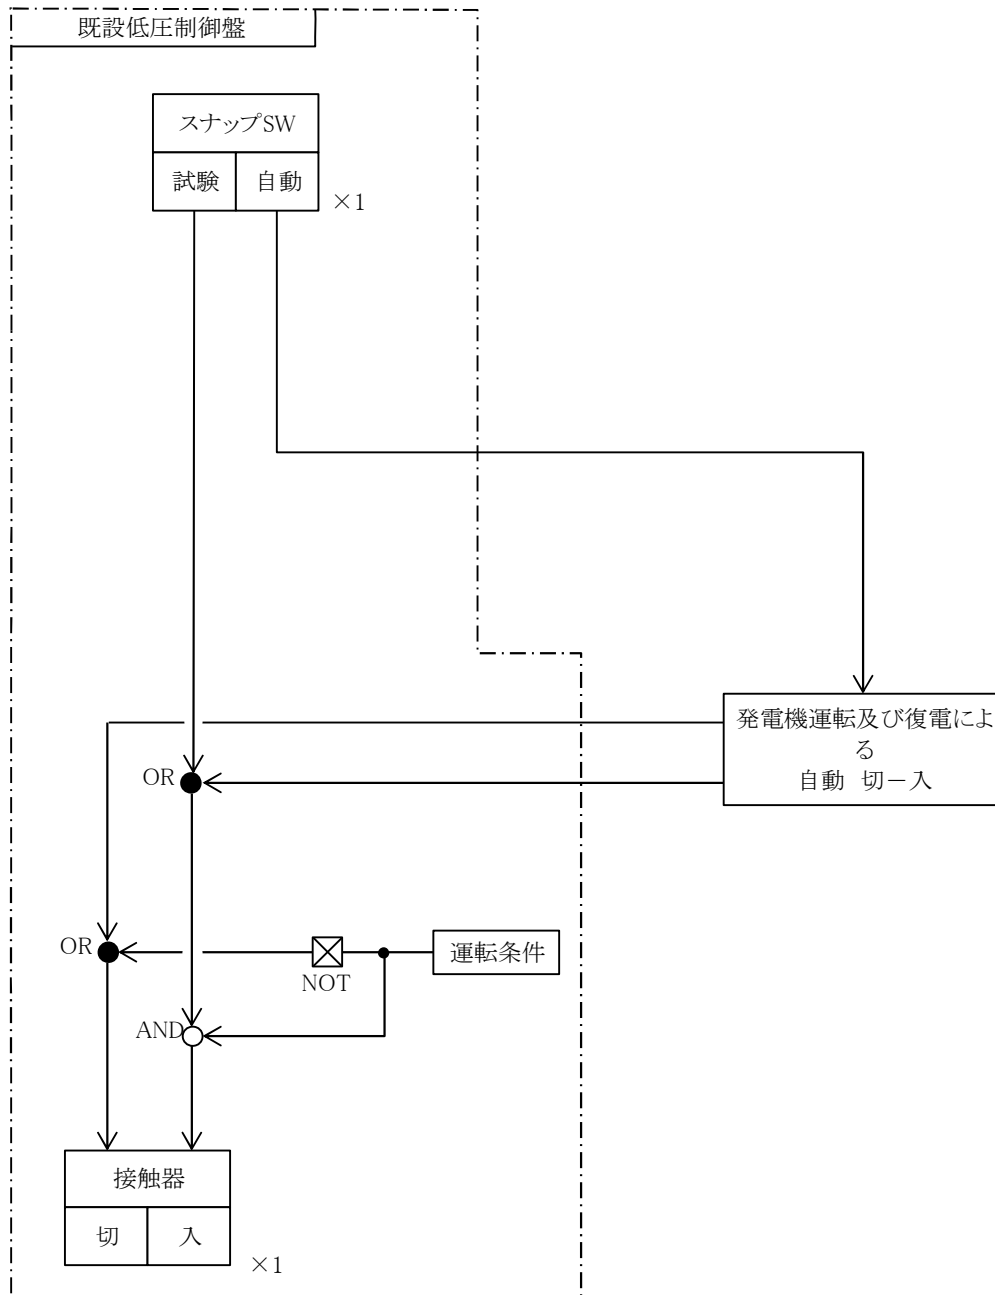 既設低圧制御盤
スナップSW
試験 自動
×1
発電機運転及び復電によ
る
自動 切－入
OR
OR
運転条件
NOT
AND
接触器
切 入
×1